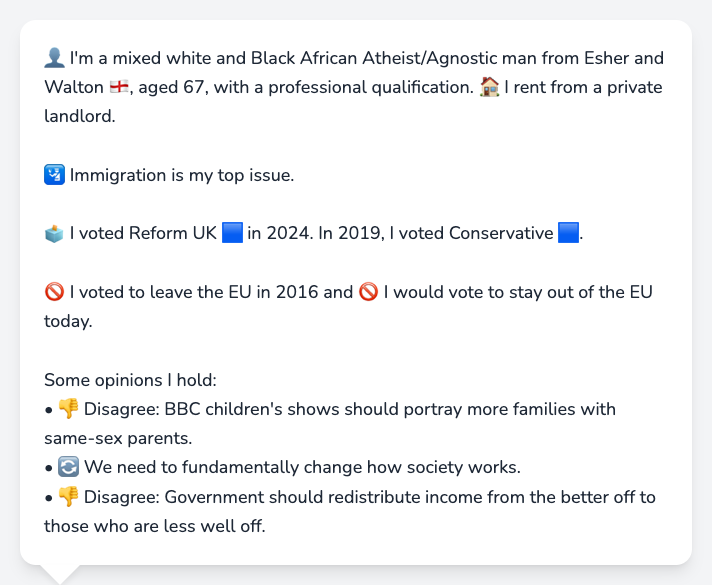 👤 I'm a mixed white and Black African Atheist/Agnostic man from Esher and
Walton 🏴󠁧󠁢󠁥󠁮󠁧󠁿, aged 67, with a professional qualification. 🏠 I rent from a private
landlord.
🛂 Immigration is my top issue.
🗳️ I voted Reform UK 🟦 in 2024. In 2019, I voted Conservative 🟦.
🚫 I voted to leave the EU in 2016 and 🚫 I would vote to stay out of the EU
today.
Some opinions I hold:
• 👎 Disagree: BBC children's shows should portray more families with
same-sex parents.
• 🔄 We need to fundamentally change how society works.
• 👎 Disagree: Government should redistribute income from the better off to
those who are less well off.